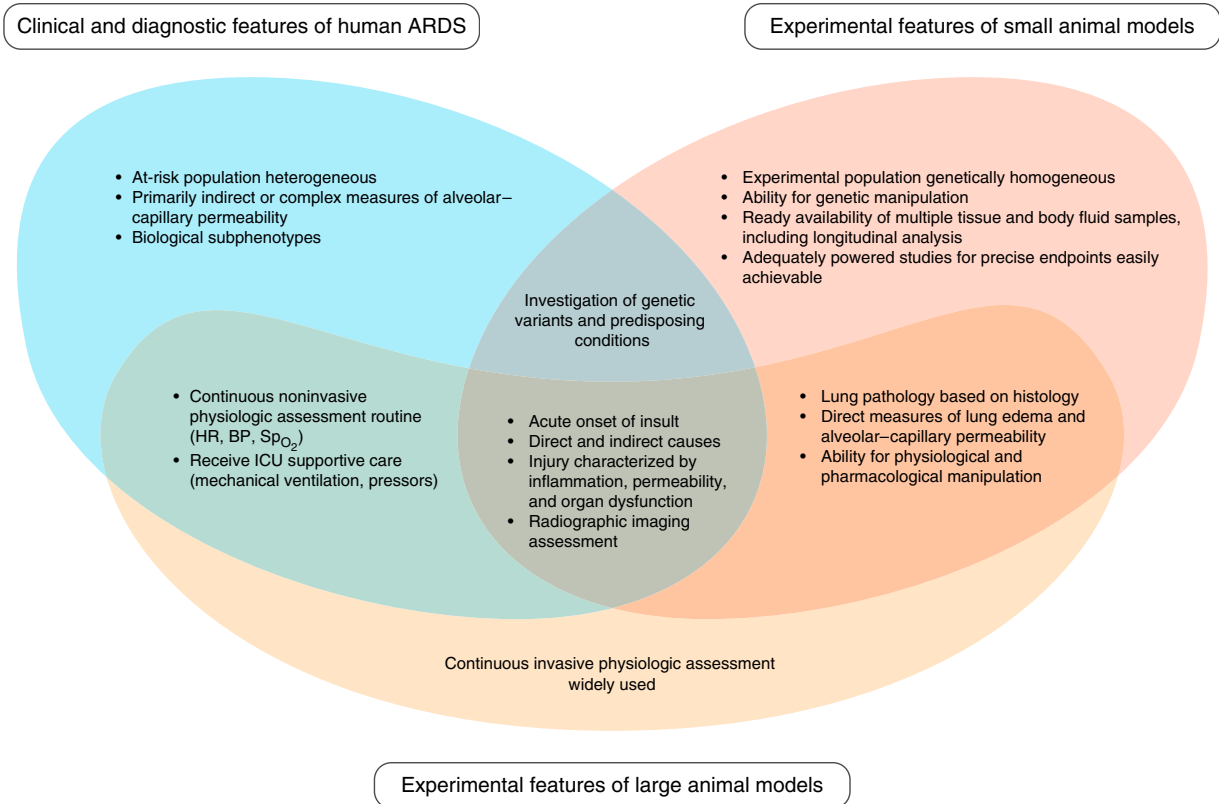 Clinical and diagnostic features of human ARDS
Experimental features of small animal models
• At-risk population heterogeneous
• Primarily indirect or complex measures of alveolar–
capillary permeability
• Biological subphenotypes
• Experimental population genetically homogeneous
• Ability for genetic manipulation
• Ready availability of multiple tissue and body fluid samples,
including longitudinal analysis
• Adequately powered studies for precise endpoints easily
achievable
Investigation of genetic
variants and predisposing
conditions
• Continuous noninvasive
physiologic assessment routine
(HR, BP, SpO2)
• Receive ICU supportive care
(mechanical ventilation, pressors)
• Acute onset of insult
• Direct and indirect causes
• Injury characterized by
inflammation, permeability,
and organ dysfunction
• Radiographic imaging
assessment
• Lung pathology based on histology
• Direct measures of lung edema and
alveolar–capillary permeability
• Ability for physiological and
pharmacological manipulation
Continuous invasive physiologic assessment
widely used
Experimental features of large animal models